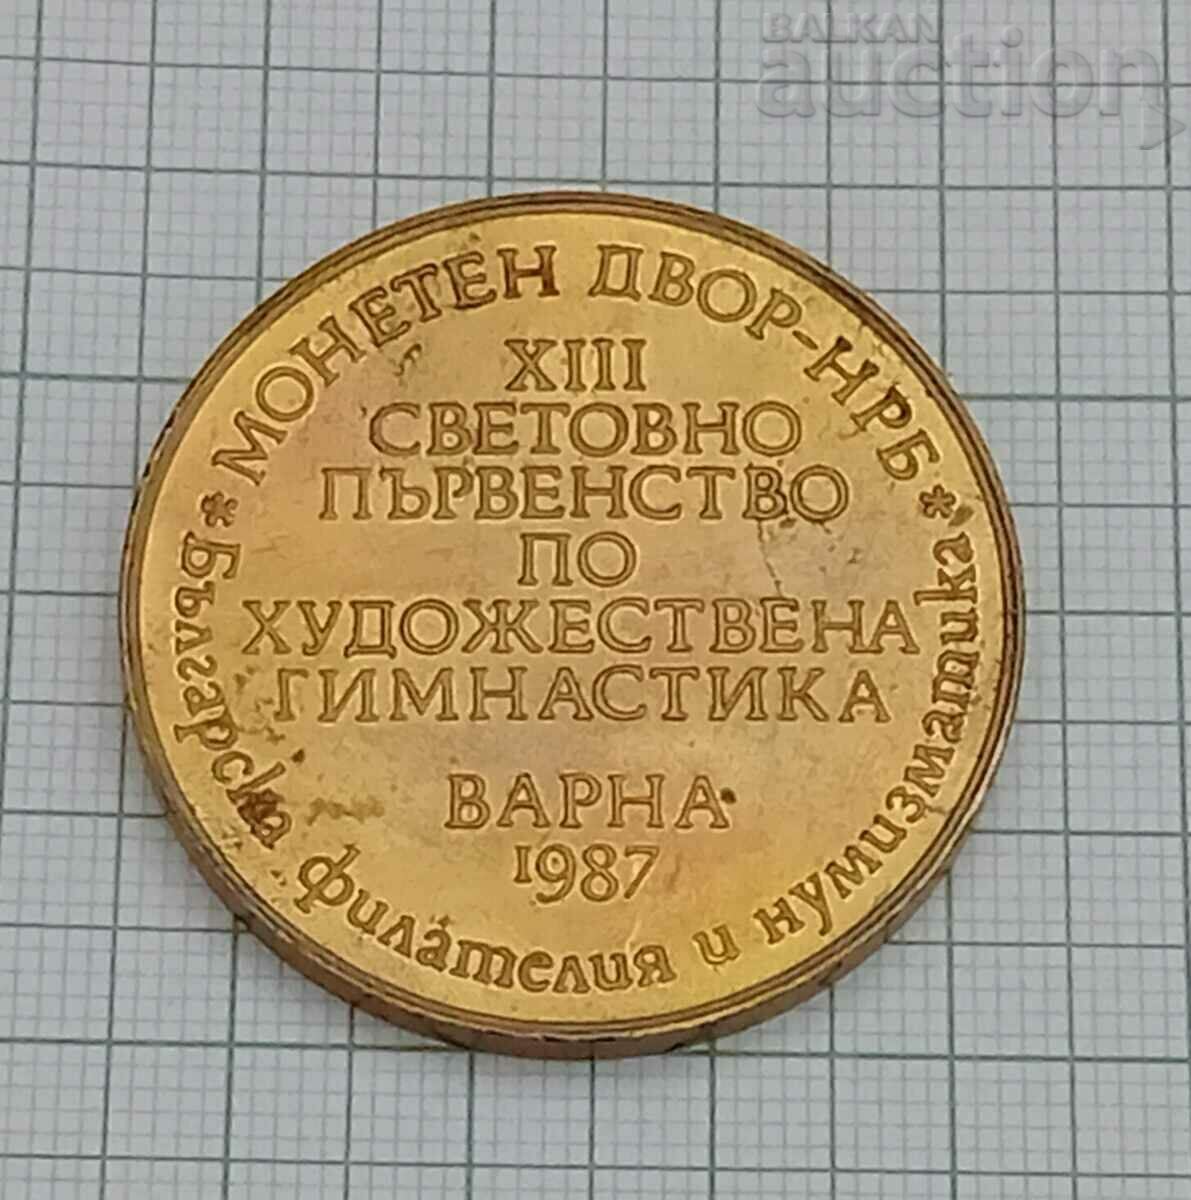 BALKAN
auction
* МОНЕТЕН ДВОР-НРБ *
XIII
СВЕТОВНО
ПЪРВЕНСТВО
ПО
ХУДОЖЕСТВЕНА
ГИМНАСТИКА
ВАРНА
1987
Българска филателия и нумизматика